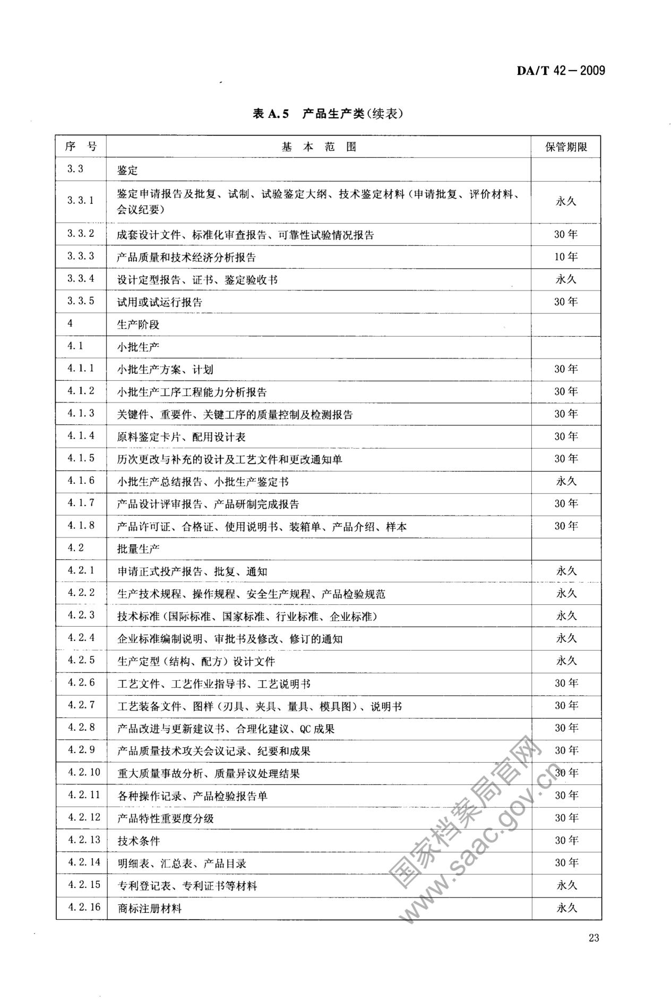 DA/T 42－2009
表 A.5 产品生产类(续表)
序 号 基 本 范 围 保管期限
3.3 鉴定
3.3.1 鉴定申请报告及批复、试制、试验鉴定大纲、技术鉴定材料(申请批复、评价材料、 永久
会议纪要)
3.3.2 成套设计文件、标准化审查报告、可靠性试验情况报告 30年
3.3.3 产品质量和技术经济分析报告 10年
3.3.4 设计定型报告、证书、鉴定验收书 永久
3.3.5 试用或试运行报告 30年
4 生产阶段
4.1 小批生产
4.1.1 小批生产方案、计划 30年
4.1.2 小批生产工序工程能力分析报告 30年
4.1.3 关键件、重要件、关键工序的质量控制及检测报告 30年
4.1.4 原料鉴定卡片、配用设计表 30年
4.1.5 历次更改与补充的设计及工艺文件和更改通知单 30年
4.1.6 小批生产总结报告、小批生产鉴定书 永久
4.1.7 产品设计评审报告、产品研制完成报告 30年
4.1.8 产品许可证、合格证、使用说明书、装箱单、产品介绍、样本 30年
4.2 批量生产
4.2.1 申请正式投产报告、批复、通知 永久
4.2.2 生产技术规程、操作规程、安全生产规程、产品检验规范 永久
4.2.3 技术标准(国际标准、国家标准、行业标准、企业标准) 永久
4.2.4 企业标准编制说明、审批书及修改、修订的通知 永久
4.2.5 生产定型(结构、配方)设计文件 永久
4.2.6 工艺文件、工艺作业指导书、工艺说明书 30年
4.2.7 工艺装备文件、图样(刃具、夹具、量具、模具图)、说明书 30年
4.2.8 产品改进与更新建议书、合理化建议、QC成果 30年
4.2.9 产品质量技术攻关会议记录、纪要和成果 30年
4.2.10 重大质量事故分析、质量异议处理结果 30年
4.2.11 各种操作记录、产品检验报告单 30年
4.2.12 产品特性重要度分级 30年
4.2.13 技术条件 30年
4.2.14 明细表、汇总表、产品目录 30年
4.2.15 专利登记表、专利证书等材料 永久
4.2.16 商标注册材料 永久
国家档案局官网
www.saac.gov.cn
23